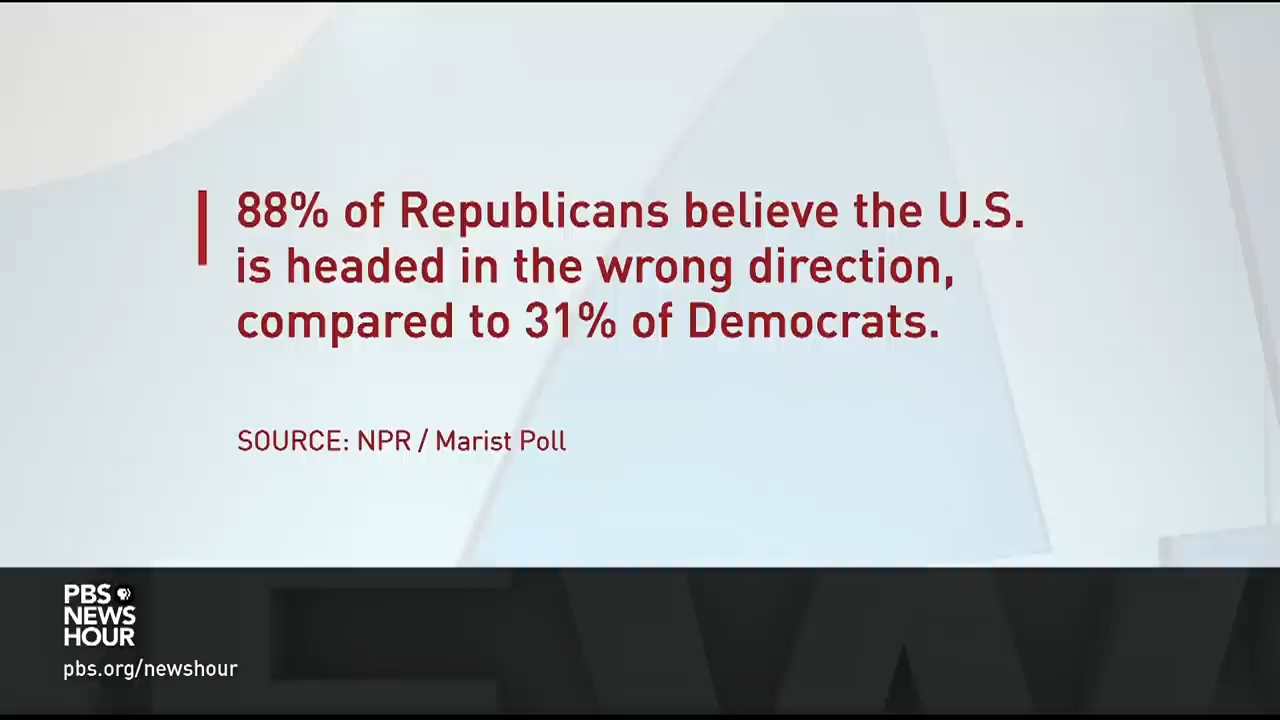 88% of Republicans believe the U.S.
is headed in the wrong direction,
compared to 31% of Democrats.
SOURCE: NPR / Marist Poll
PBS
NEWS
HOUR
pbs.org/newshour